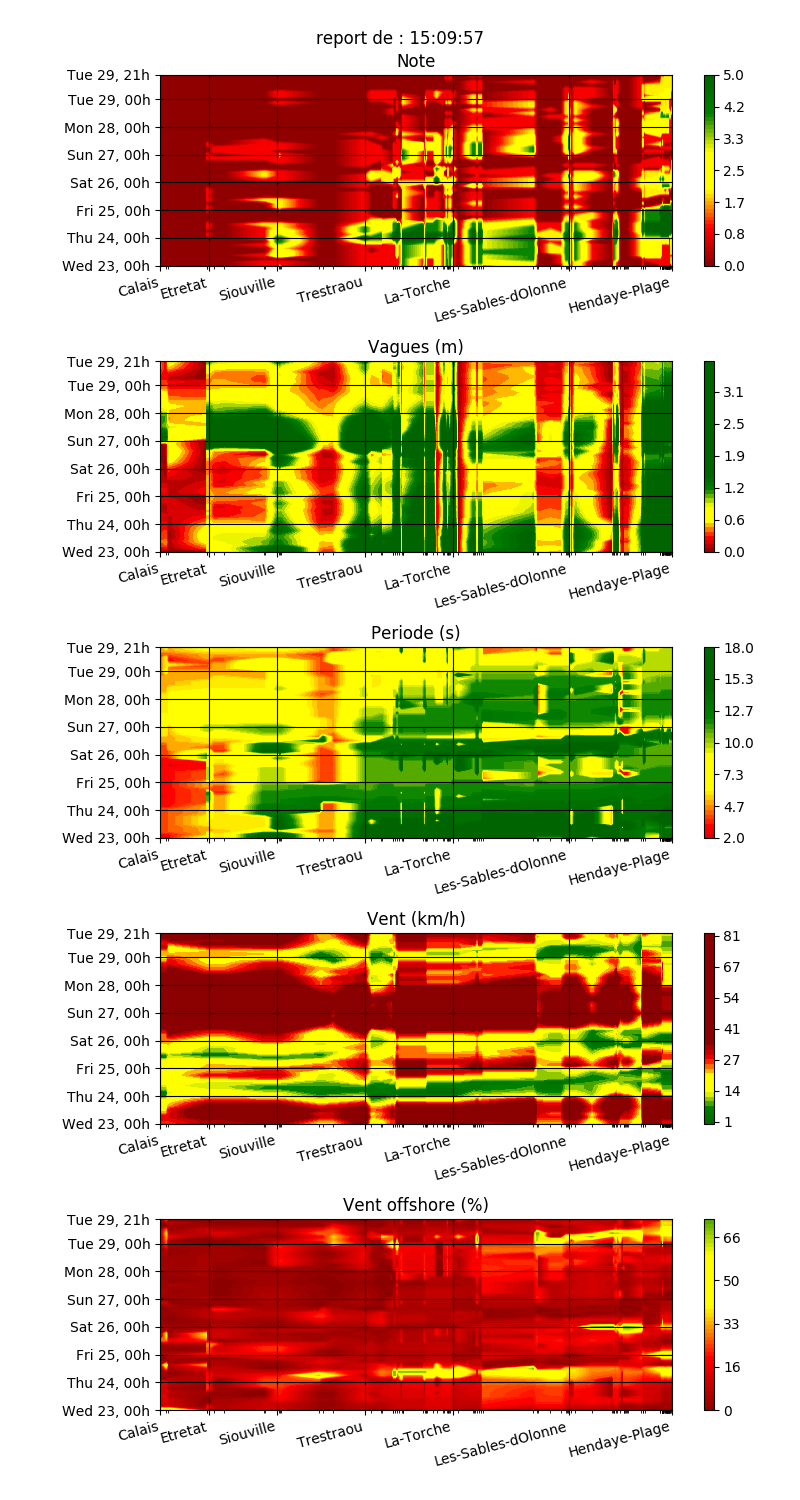 report de : 15:09:57
Note
Tue 29, 21h
Tue 29, 00h
Mon 28, 00h
Sun 27, 00h
Sat 26, 00h
Fri 25, 00h
Thu 24, 00h
Wed 23, 00h
Calais
Etretat
Siouville
Trestraou
La-Torche
Les-Sables-dOlonne
Hendaye-Plage
5.0
4.2
3.3
2.5
1.7
0.8
0.0
Vagues (m)
Tue 29, 21h
Tue 29, 00h
Mon 28, 00h
Sun 27, 00h
Sat 26, 00h
Fri 25, 00h
Thu 24, 00h
Wed 23, 00h
Calais
Etretat
Siouville
Trestraou
La-Torche
Les-Sables-dOlonne
Hendaye-Plage
3.1
2.5
1.9
1.2
0.6
0.0
Periode (s)
Tue 29, 21h
Tue 29, 00h
Mon 28, 00h
Sun 27, 00h
Sat 26, 00h
Fri 25, 00h
Thu 24, 00h
Wed 23, 00h
Calais
Etretat
Siouville
Trestraou
La-Torche
Les-Sables-dOlonne
Hendaye-Plage
18.0
15.3
12.7
10.0
7.3
4.7
2.0
Vent (km/h)
Tue 29, 21h
Tue 29, 00h
Mon 28, 00h
Sun 27, 00h
Sat 26, 00h
Fri 25, 00h
Thu 24, 00h
Wed 23, 00h
Calais
Etretat
Siouville
Trestraou
La-Torche
Les-Sables-dOlonne
Hendaye-Plage
81
67
54
41
27
14
1
Vent offshore (%)
Tue 29, 21h
Tue 29, 00h
Mon 28, 00h
Sun 27, 00h
Sat 26, 00h
Fri 25, 00h
Thu 24, 00h
Wed 23, 00h
Calais
Etretat
Siouville
Trestraou
La-Torche
Les-Sables-dOlonne
Hendaye-Plage
66
50
33
16
0